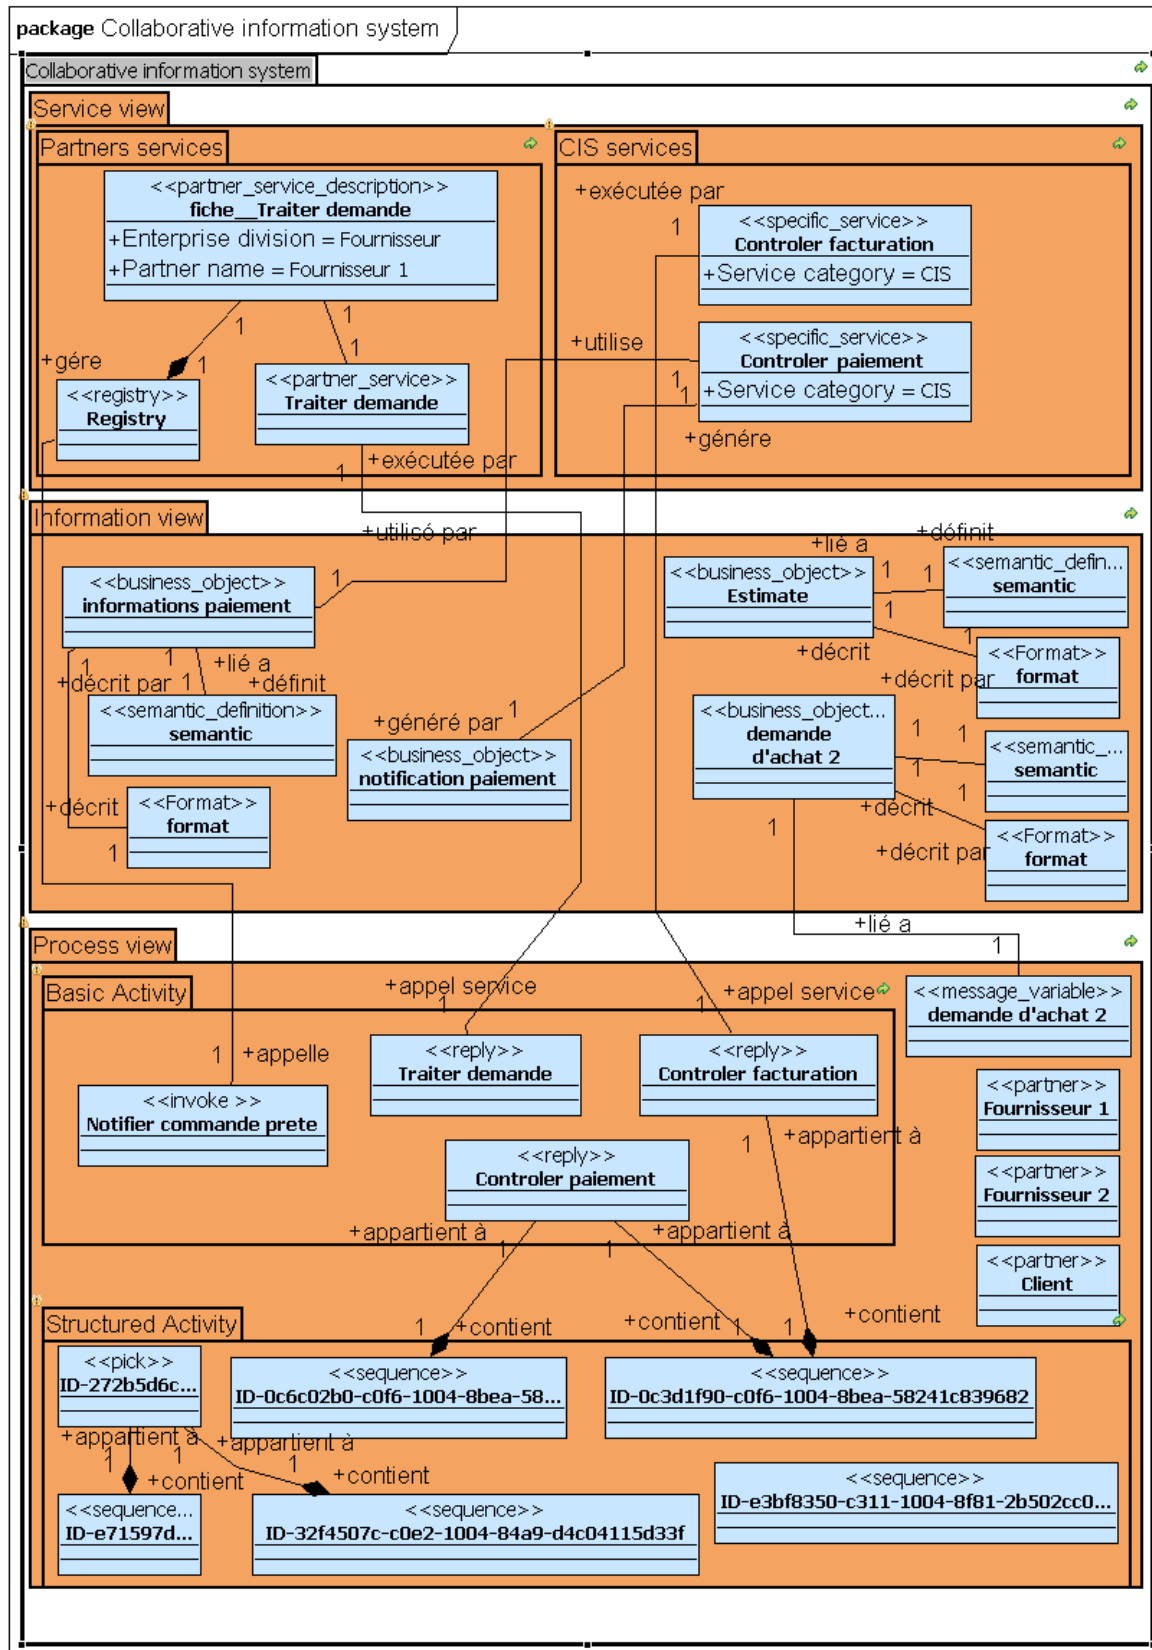 package Collaborative information system
Collaborative information system
Service view
Partners services
<<partner_service_description>>
fiche__Traiter demande
+Enterprise division = Fournisseur
+Partner name = Fournisseur 1
1
1
1
1
+gére
<<registry>>
Registry
<<partner_service>>
Traiter demande
1
+exécutée par
CIS services
+exécutée par
1
<<specific_service>>
Controler facturation
+Service category = CIS
+utilise
<<specific_service>>
Controler paiement
+Service category = CIS
1
1
+génére
Information view
+utilisé par
1
<<business_object>>
informations paiement
1
1
+lié a
+décrit par
1
+définit
<<semantic_definition>>
semantic
+décrit
1
<<Format>>
format
+généré par
1
<<business_object>>
notification paiement
+lié a
+définit
<<business_object>>
Estimate
1
1
<<semantic_defin...
semantic
1
1
+décrit
+décrit par
<<Format>>
format
<<business_object...
demande
d'achat 2
1
1
<<semantic_...
semantic
1
1
+décrit
+décrit par
<<Format>>
format
1
+lié a
1
Process view
Basic Activity
+appel service
1
+appel service
1
<<message_variable>>
demande d'achat 2
1
+appelle
<<reply>>
Traiter demande
<<reply>>
Controler facturation
<<invoke >>
Notifier commande prete
<<partner>>
Fournisseur 1
1
+appartient à
<<reply>>
Controler paiement
<<partner>>
Fournisseur 2
+appartient à
1
1
+appartient à
<<partner>>
Client
Structured Activity
1
+contient
+contient
1
1
+contient
<<pick>>
ID-272b5d6c...
<<sequence>>
ID-0c6c02b0-c0f6-1004-8bea-58...
<<sequence>>
ID-0c3d1f90-c0f6-1004-8bea-58241c839682
+appartient à
1
1
+appartient à
1
+contient
+contient
<<sequence...
ID-e71597d...
<<sequence>>
ID-32f4507c-c0e2-1004-84a9-d4c04115d33f
<<sequence>>
ID-e3bf8350-c311-1004-8f81-2b502cc0...